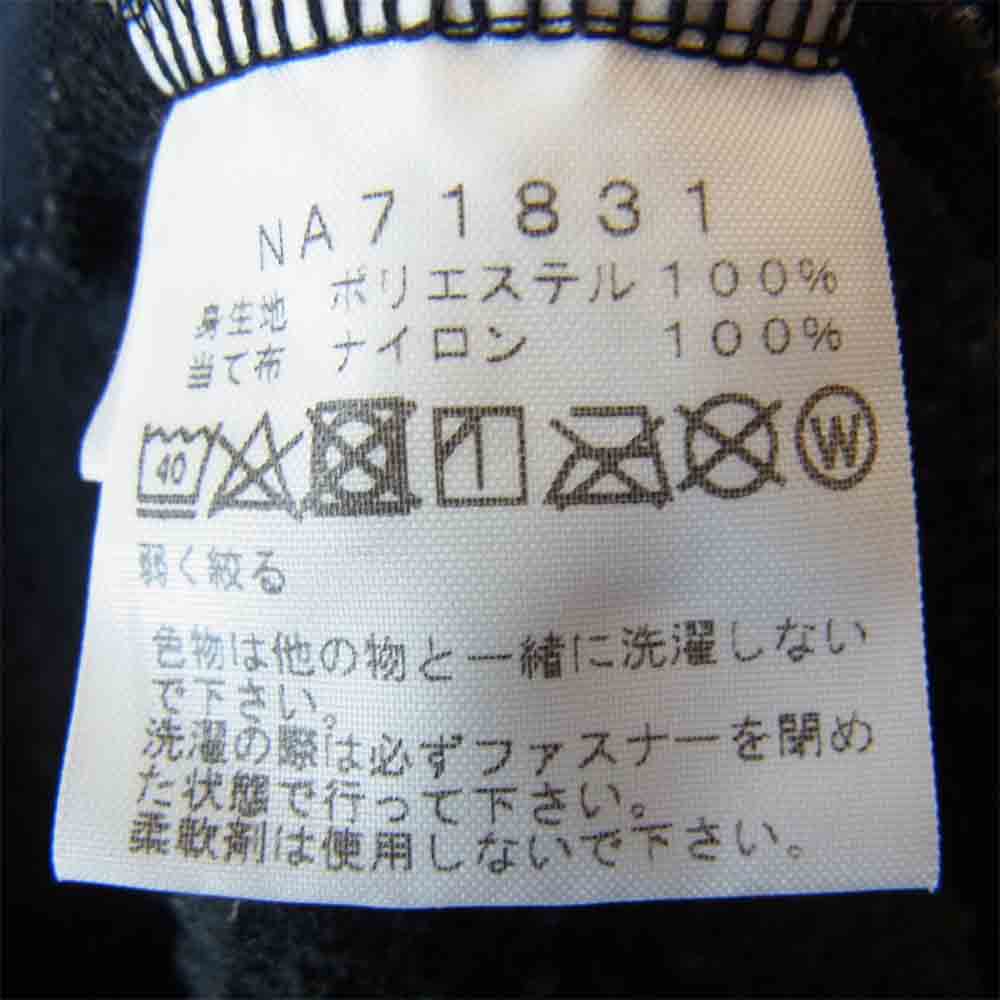 NA71831
身生地 ポリエステル100%
当て布 ナイロン 100%
40 W
弱く絞る
色物は他の物と一緒に洗濯しない
で下さい。
洗濯の際は必ずファスナーを閉め
た状態で行って下さい。
柔軟剤は使用しないで下さい。